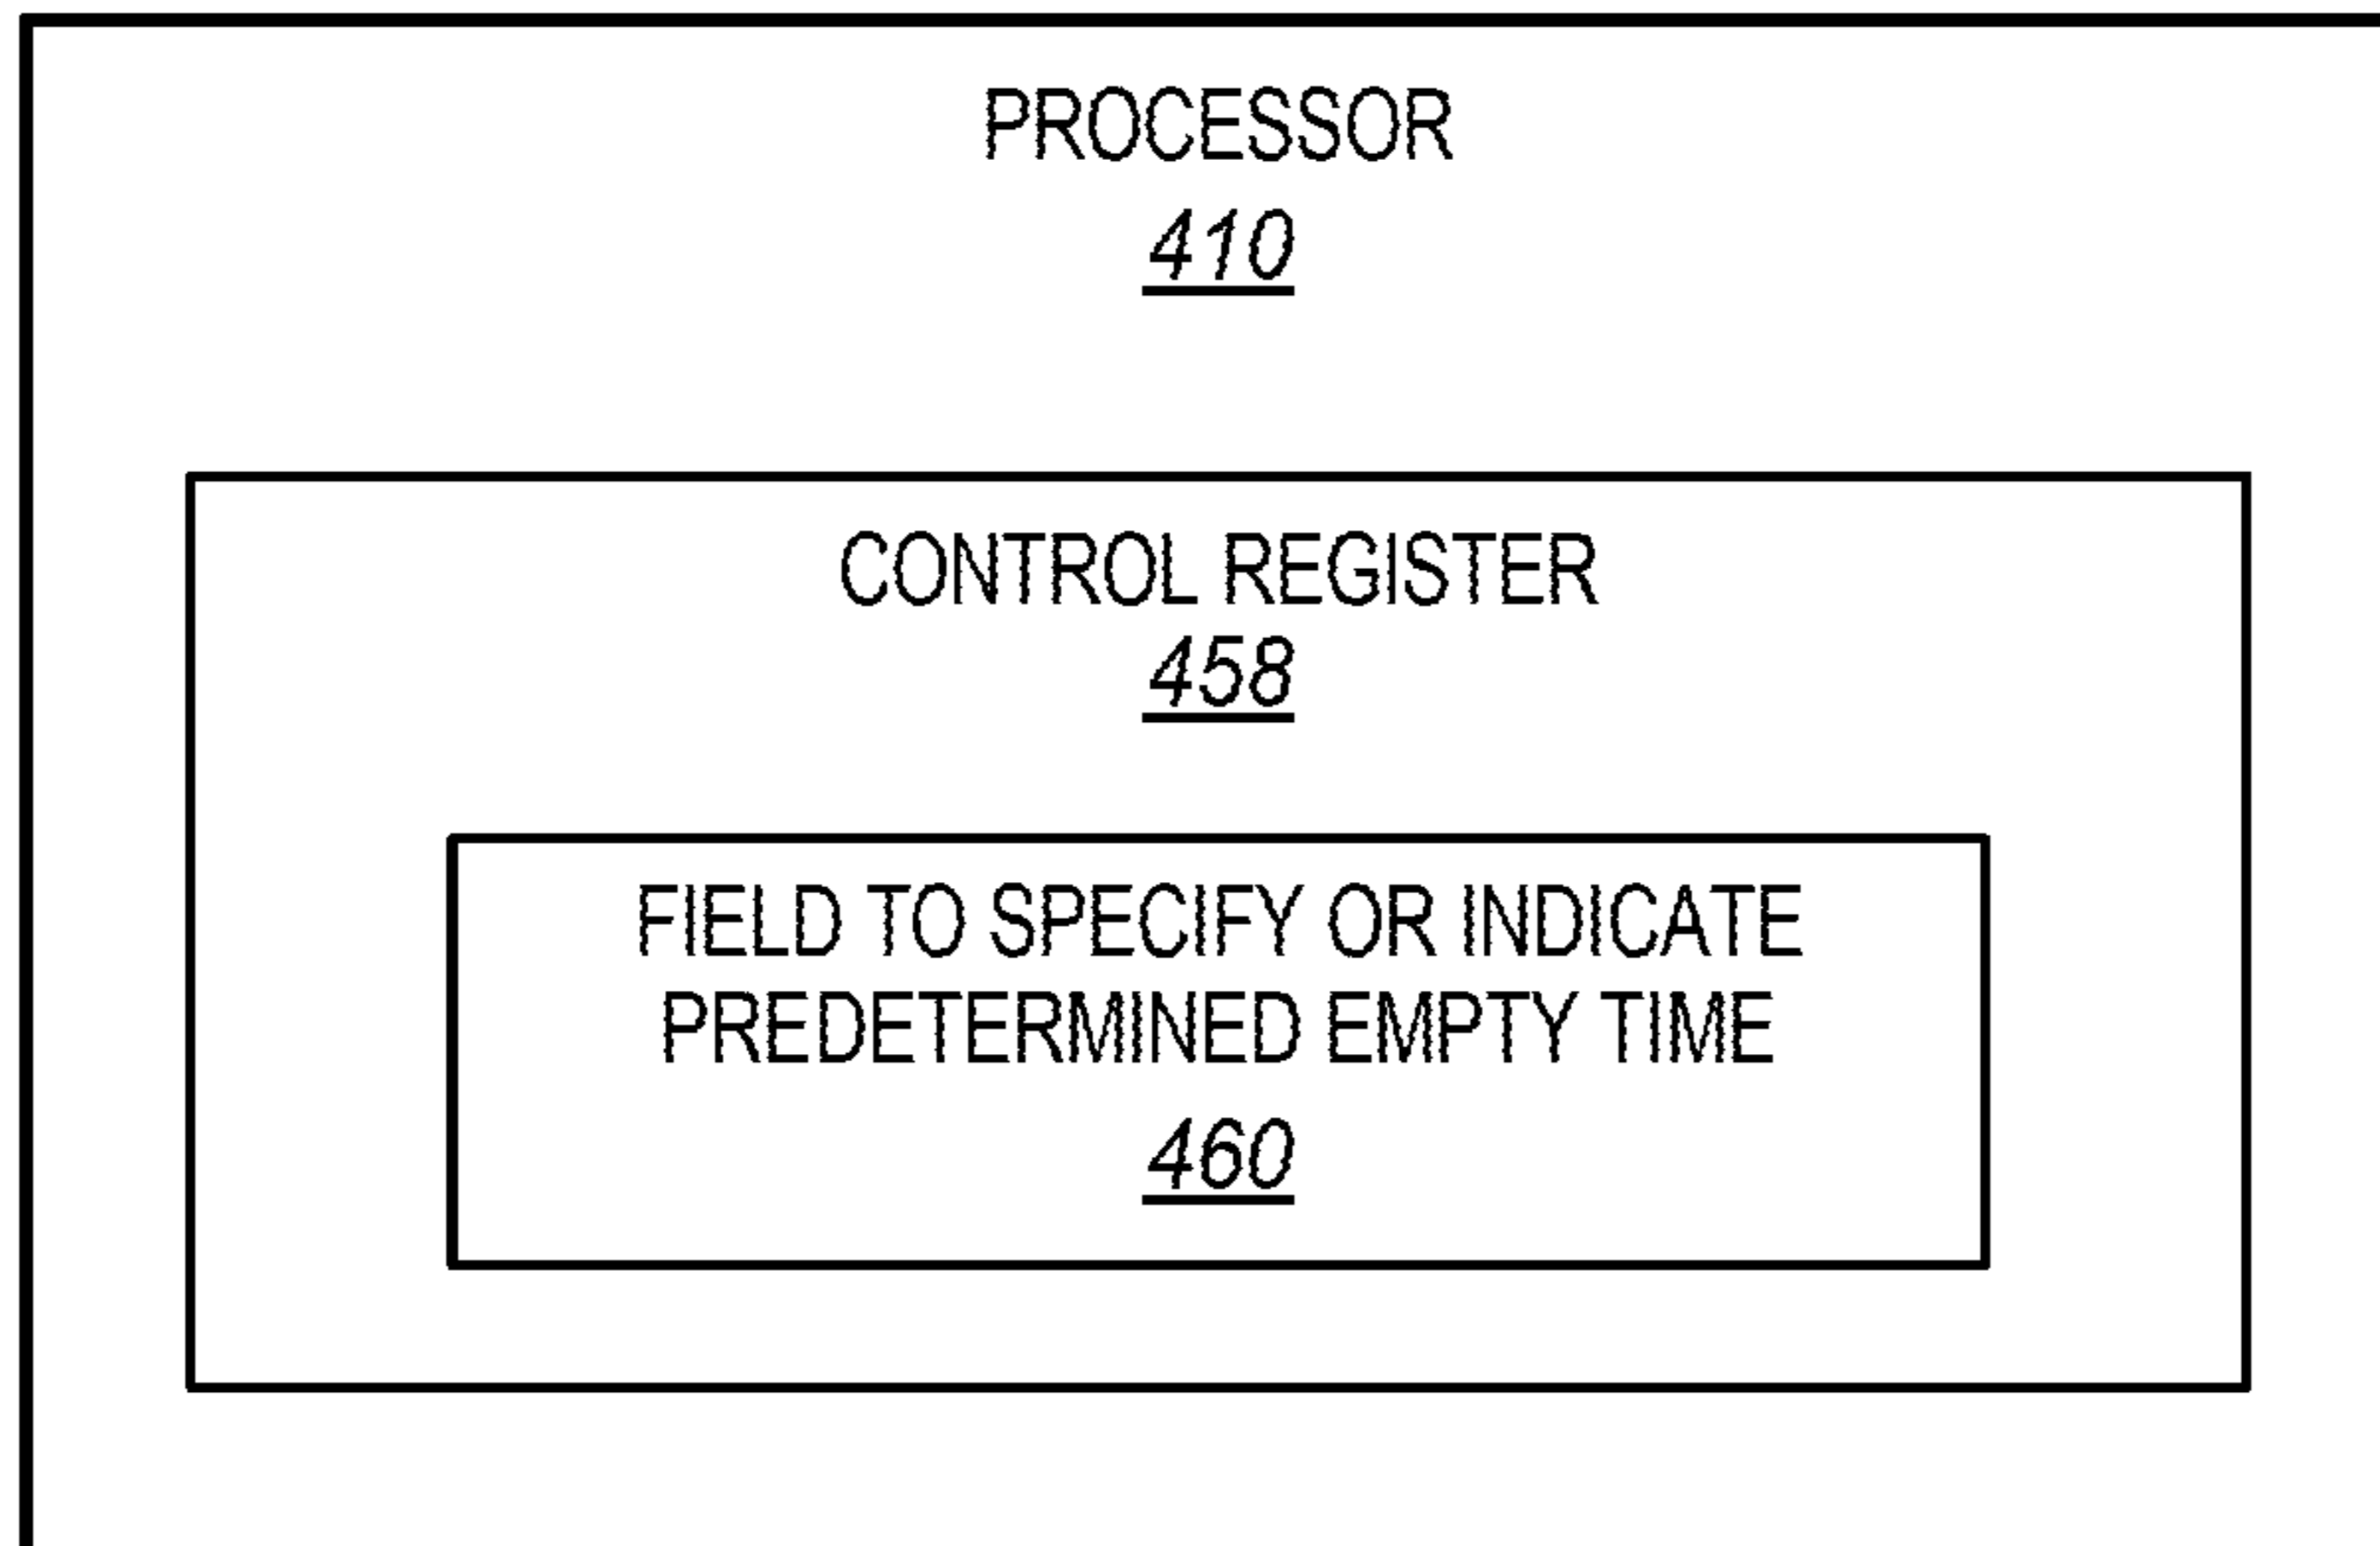 PROCESSOR
410
CONTROL REGISTER
458
FIELD TO SPECIFY OR INDICATE
PREDETERMINED EMPTY TIME
460